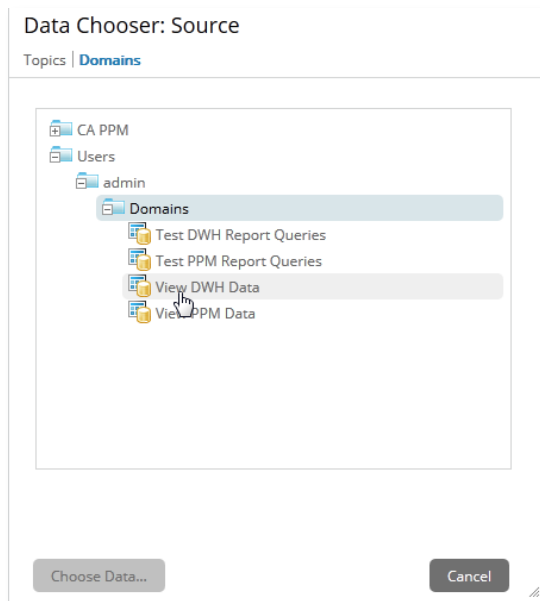 Data Chooser: Source
Topics | Domains
CA PPM
Users
admin
Domains
Test DWH Report Queries
Test PPM Report Queries
View DWH Data
View PPM Data
Choose Data... Cancel